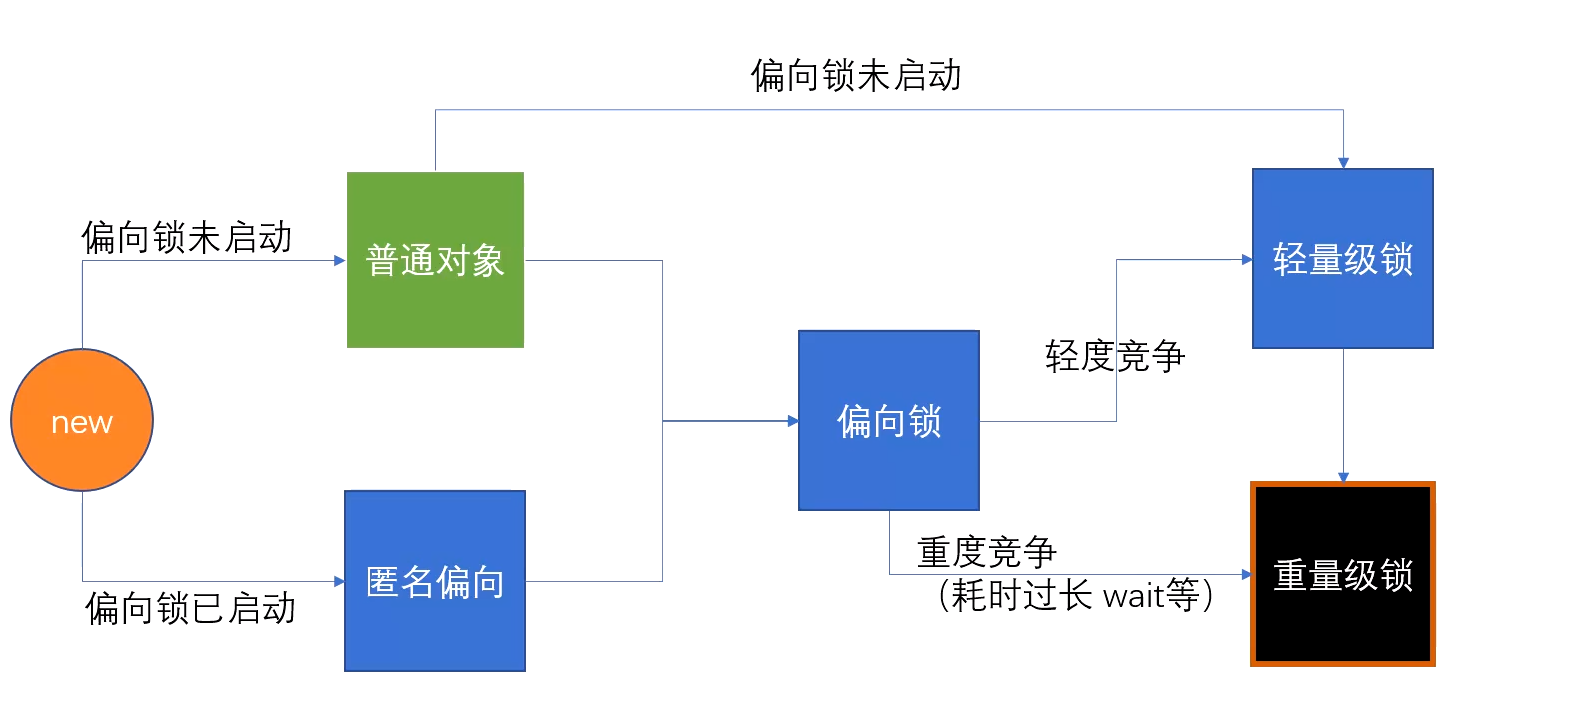 偏向锁未启动
偏向锁未启动
普通对象
轻量级锁
轻度竞争
new
偏向锁
重度竞争
（耗时过长 wait等）
匿名偏向
重量级锁
偏向锁已启动